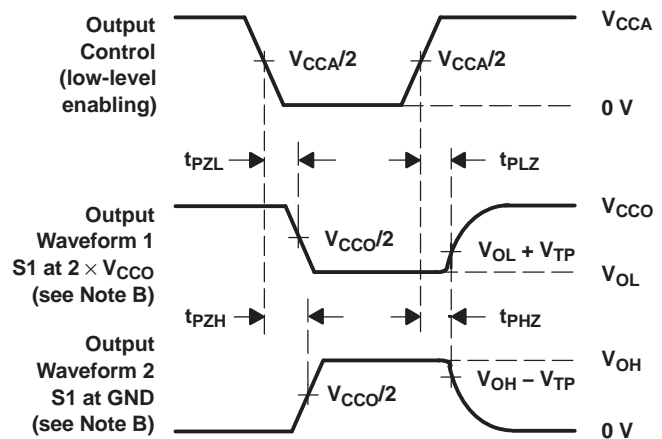 Output
Control
(low-level
enabling)
VCCA
VCCA/2
VCCA/2
0 V
tPZL
tPLZ
Output
Waveform 1
S1 at 2 × VCCO
(see Note B)
VCCO
VCCO/2
VOL + VTP
VOL
tPZH
tPHZ
Output
Waveform 2
S1 at GND
(see Note B)
VOH
VCCO/2
VOH – VTP
0 V